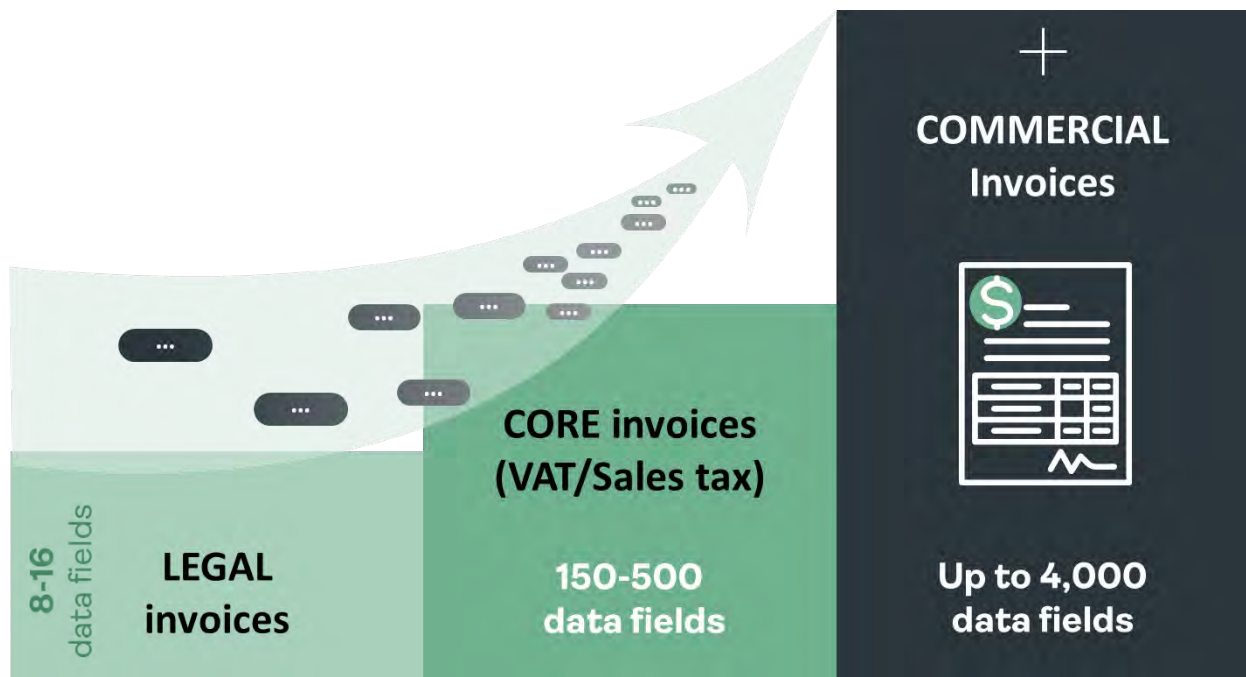 8-16
data fields
LEGAL
invoices
CORE invoices
(VAT/Sales tax)
150-500
data fields
COMMERCIAL
Invoices
$
Up to 4,000
data fields